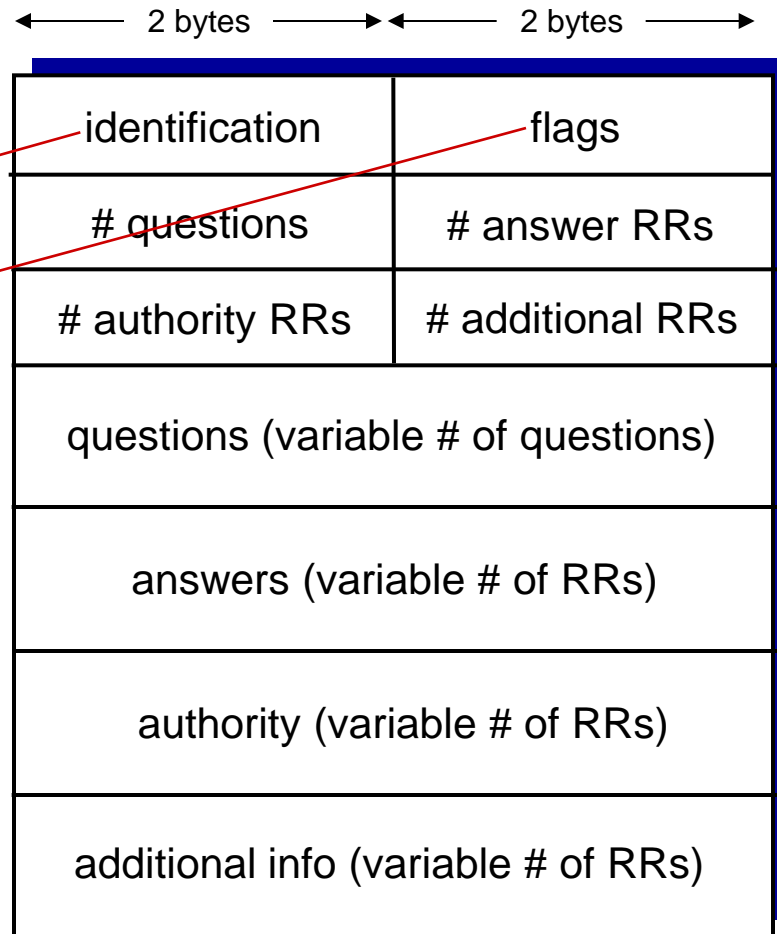 2 bytes 2 bytes
identification flags
# questions # answer RRs
# authority RRs # additional RRs
questions (variable # of questions)
answers (variable # of RRs)
authority (variable # of RRs)
additional info (variable # of RRs)